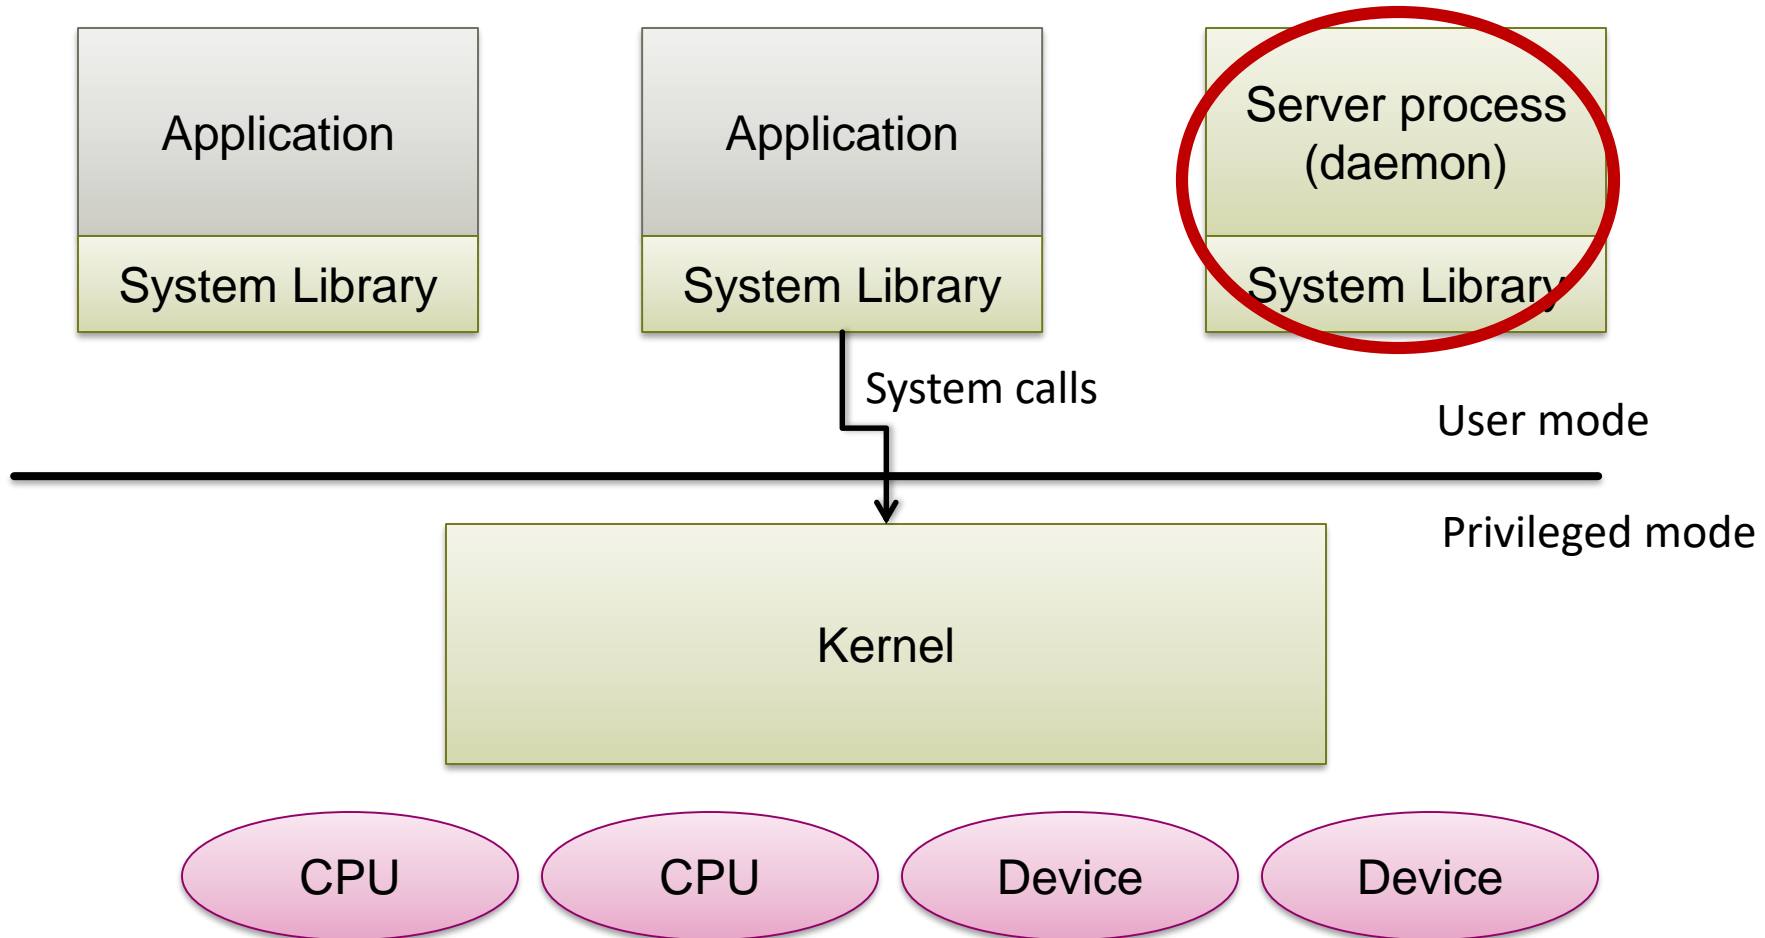 Application
Application
Server process
(daemon)
System Library
System Library
System Library
System calls
User mode
Privileged mode
Kernel
CPU
CPU
Device
Device